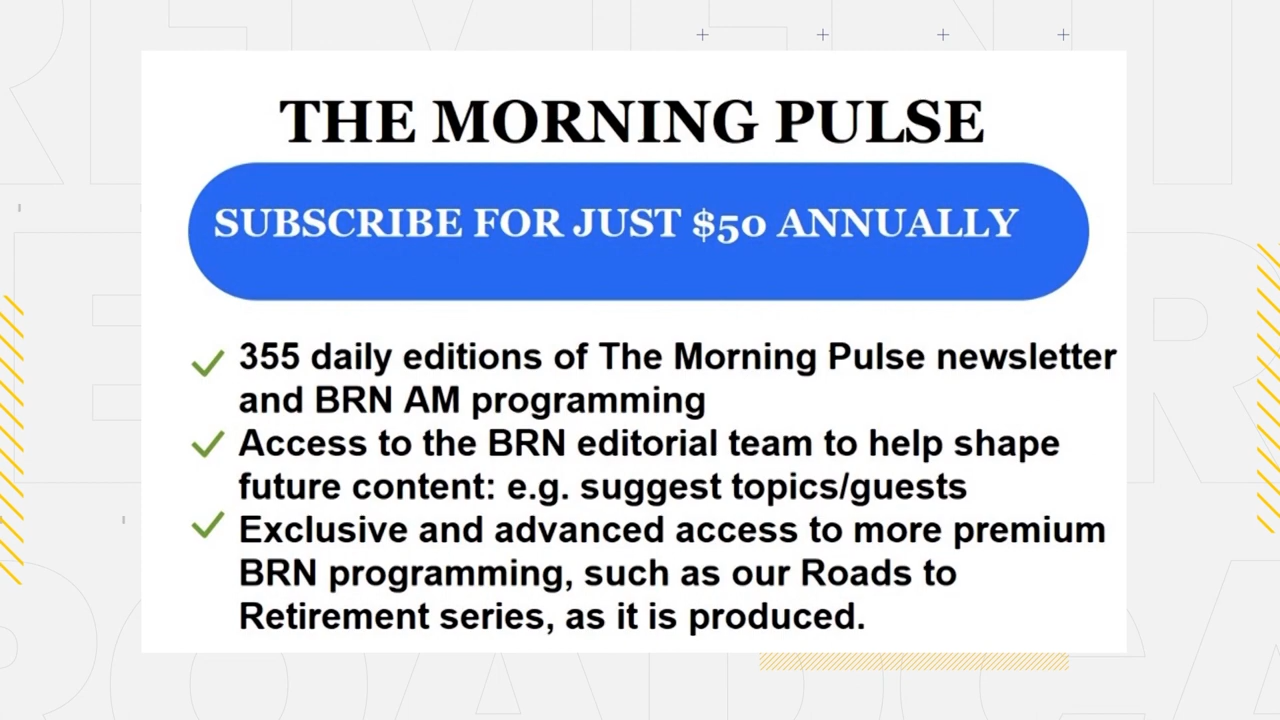 THE MORNING PULSE
SUBSCRIBE FOR JUST $50 ANNUALLY
355 daily editions of The Morning Pulse newsletter
and BRN AM programming
Access to the BRN editorial team to help shape
future content: e.g. suggest topics/guests
Exclusive and advanced access to more premium
BRN programming, such as our Roads to
Retirement series, as it is produced.